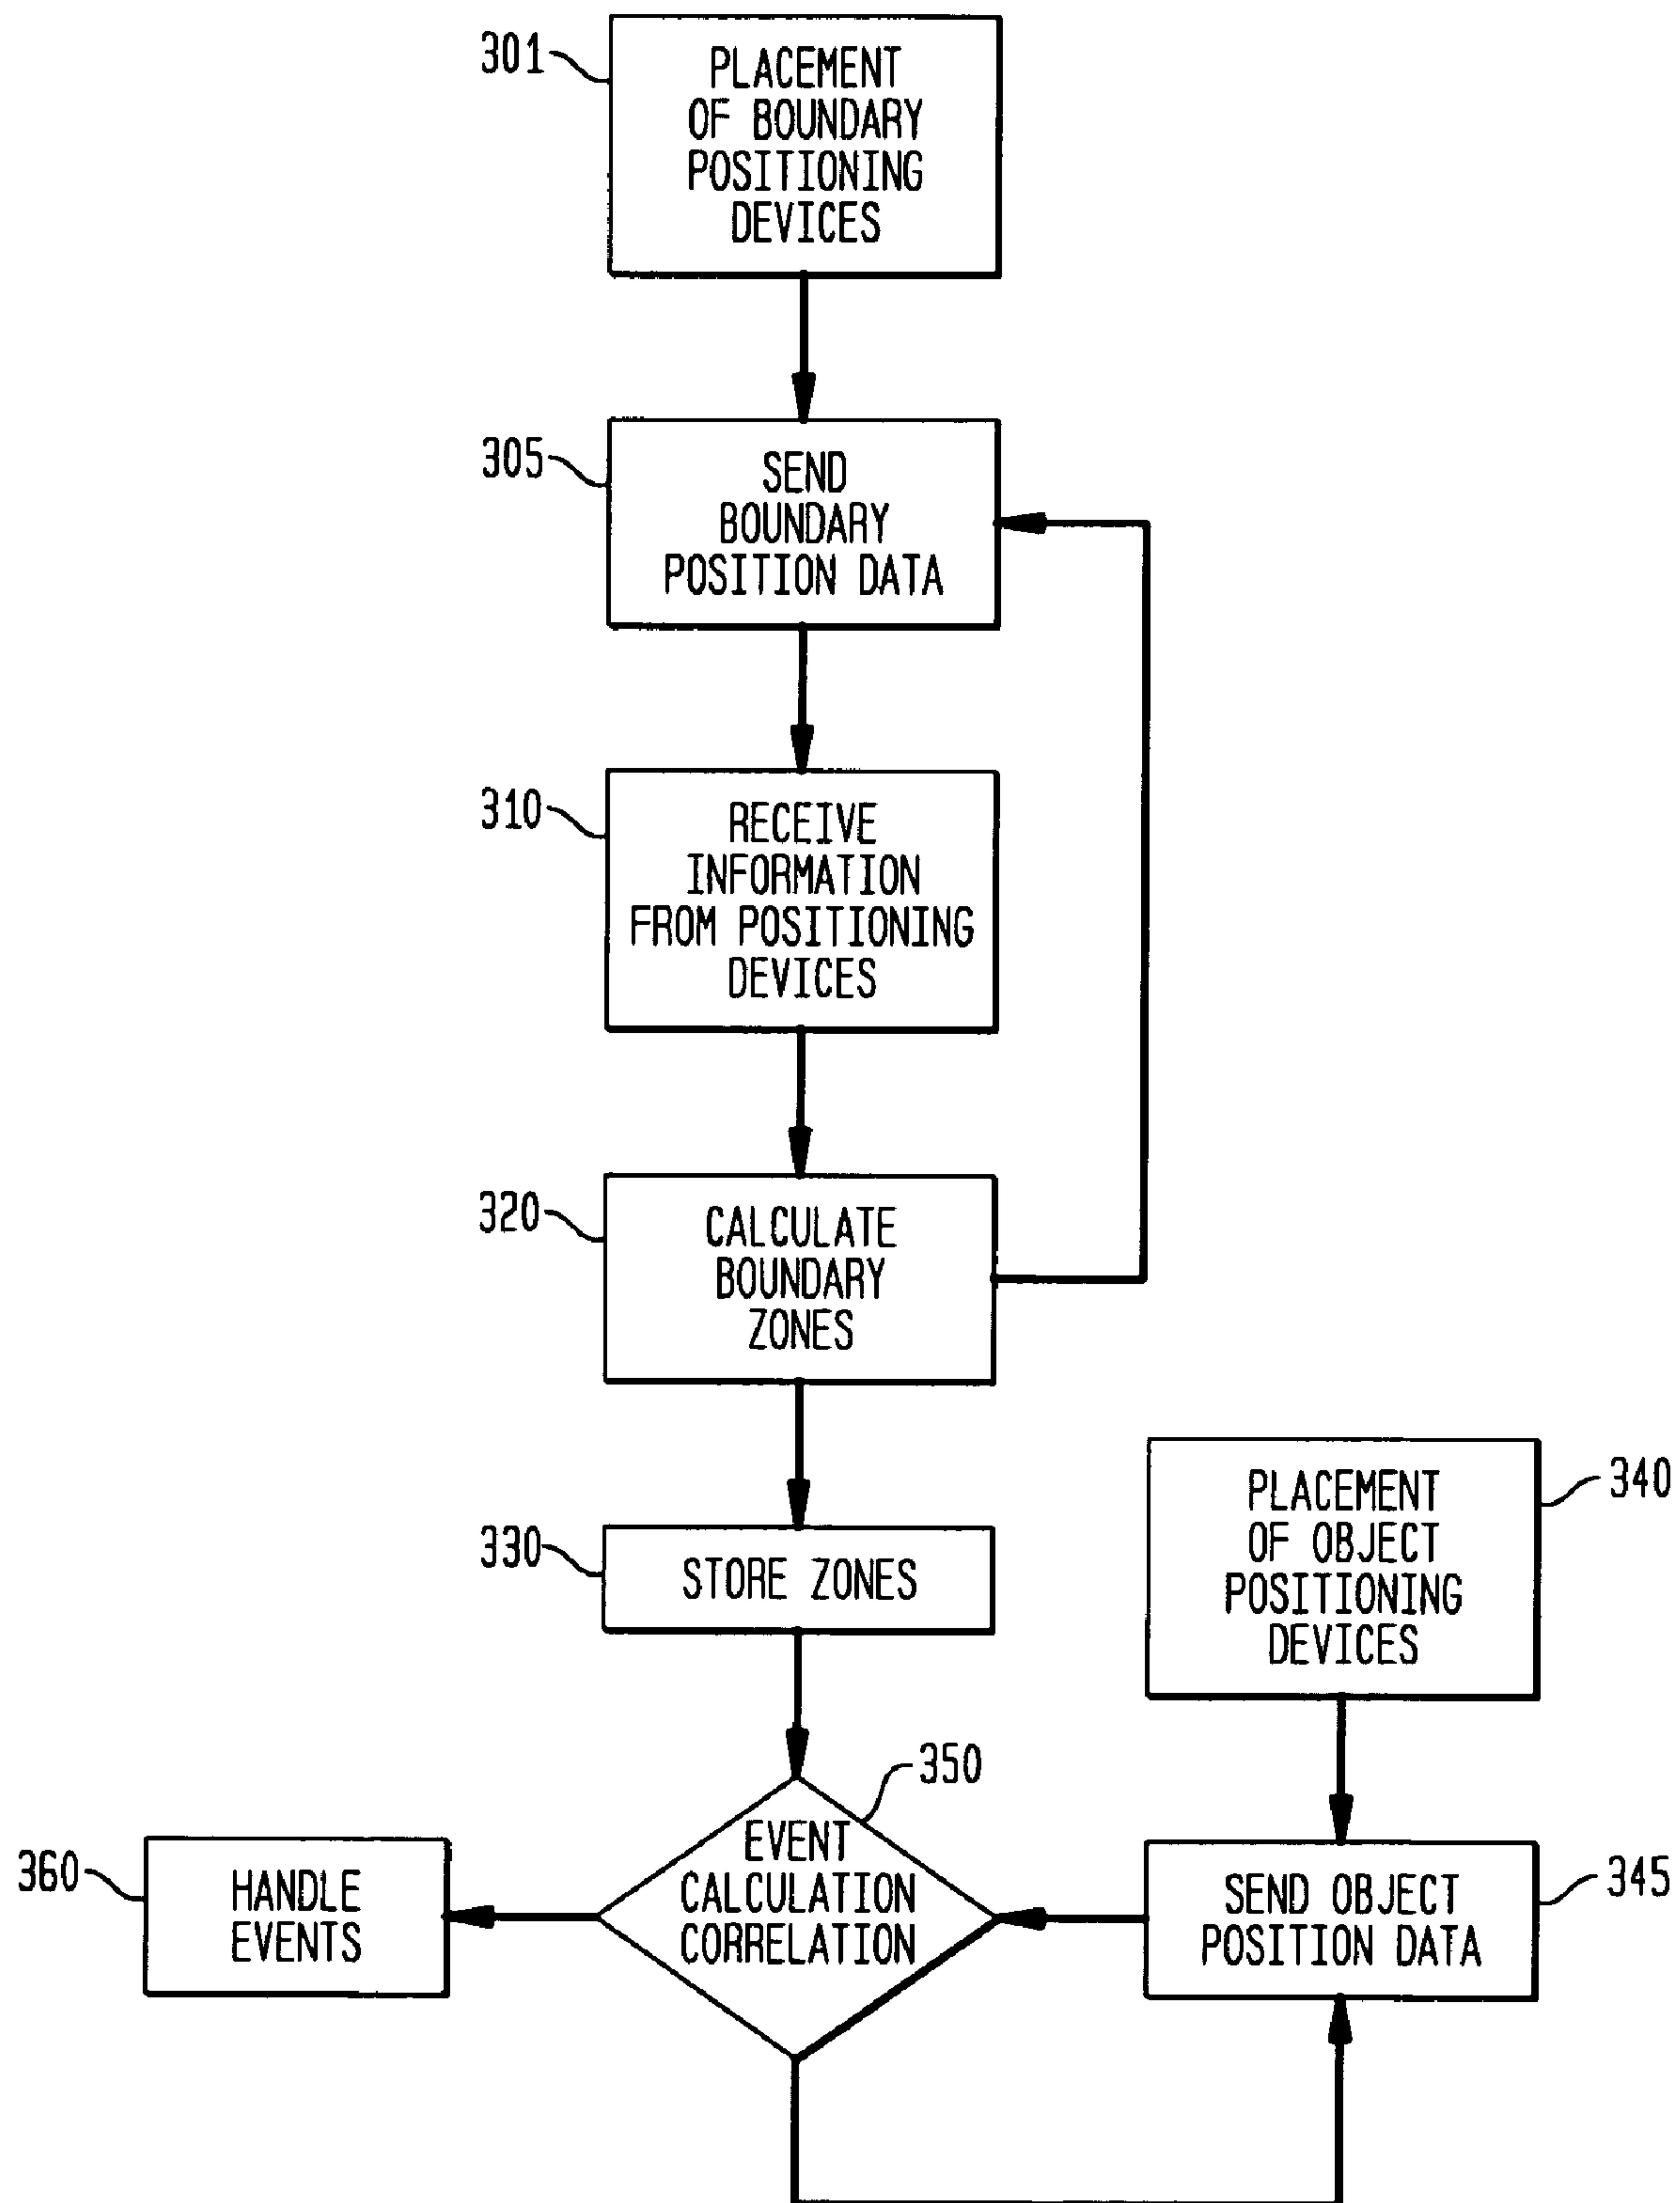 301
PLACEMENT
OF BOUNDARY
POSITIONING
DEVICES
305
SEND
BOUNDARY
POSITION DATA
310
RECEIVE
INFORMATION
FROM POSITIONING
DEVICES
320
CALCULATE
BOUNDARY
ZONES
330
STORE ZONES
340
PLACEMENT
OF OBJECT
POSITIONING
DEVICES
350
EVENT
CALCULATION
CORRELATION
345
SEND OBJECT
POSITION DATA
360
HANDLE
EVENTS